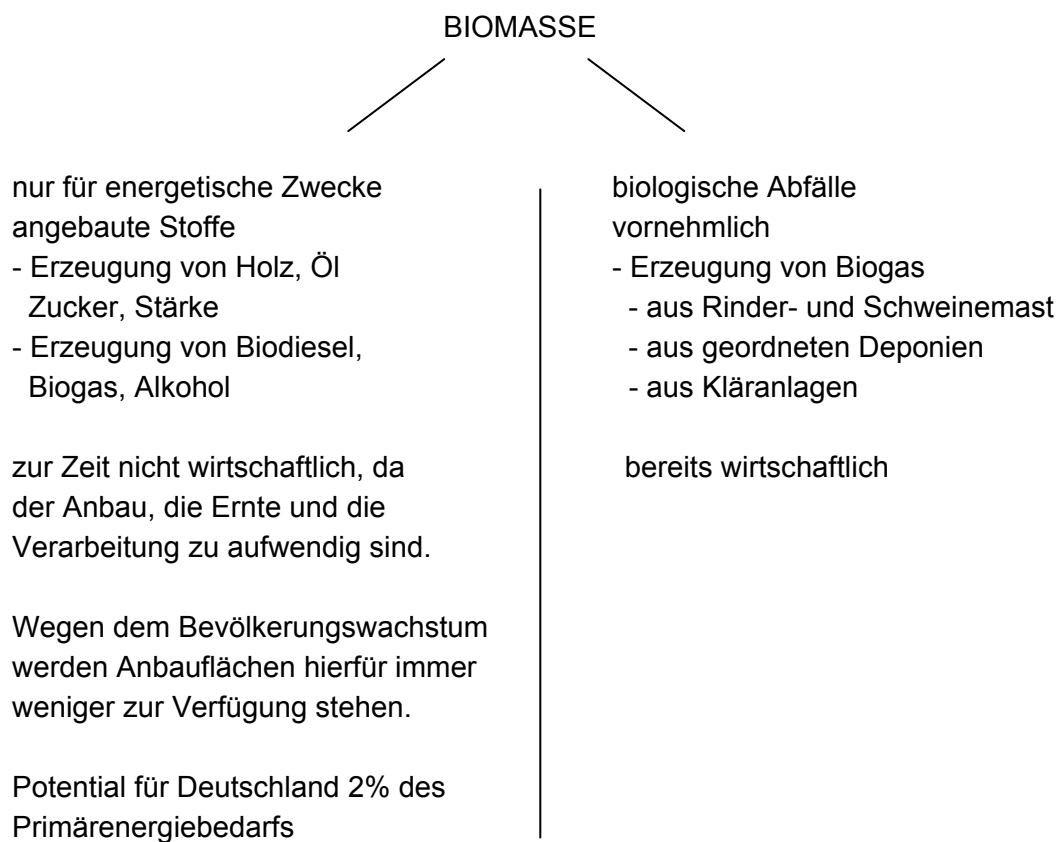 BIOMASSE
nur für energetische Zwecke
angebaute Stoffe
- Erzeugung von Holz, Öl
Zucker, Stärke
- Erzeugung von Biodiesel,
Biogas, Alkohol
zur Zeit nicht wirtschaftlich, da
der Anbau, die Ernte und die
Verarbeitung zu aufwendig sind.
Wegen dem Bevölkerungswachstum
werden Anbauflächen hierfür immer
weniger zur Verfügung stehen.
Potential für Deutschland 2% des
Primärenergiebedarfs
biologische Abfälle
vornehmlich
- Erzeugung von Biogas
- aus Rinder- und Schweinemast
- aus geordneten Deponien
- aus Kläranlagen
bereits wirtschaftlich